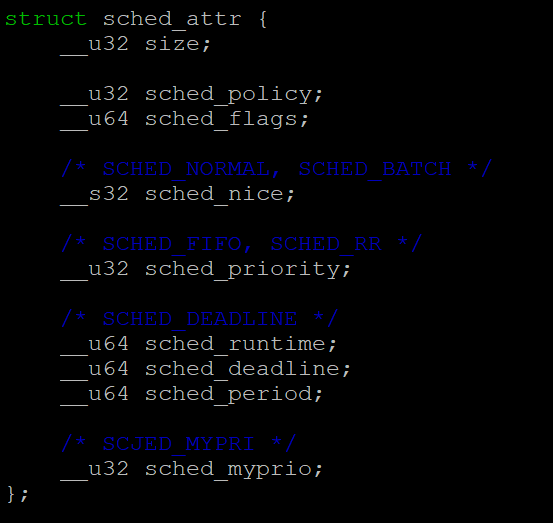 struct sched_attr {
__u32 size;
__u32 sched_policy;
__u64 sched_flags;
/* SCHED_NORMAL, SCHED_BATCH */
__s32 sched_nice;
/* SCHED_FIFO, SCHED_RR */
__u32 sched_priority;
/* SCHED_DEADLINE */
__u64 sched_runtime;
__u64 sched_deadline;
__u64 sched_period;
/* SCJED_MYPRI */
__u32 sched_myprio;
};